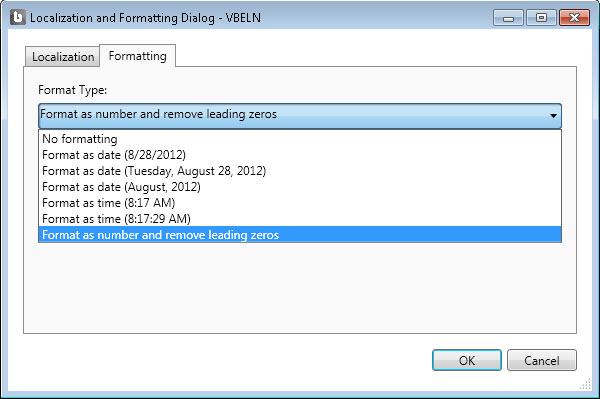 Localization and Formatting Dialog - VBELN
Localization
Formatting
Format Type:
Format as number and remove leading zeros
No formatting
Format as date (8/28/2012)
Format as date (Tuesday, August 28, 2012)
Format as date (August, 2012)
Format as time (8:17 AM)
Format as time (8:17:29 AM)
Format as number and remove leading zeros
OK
Cancel